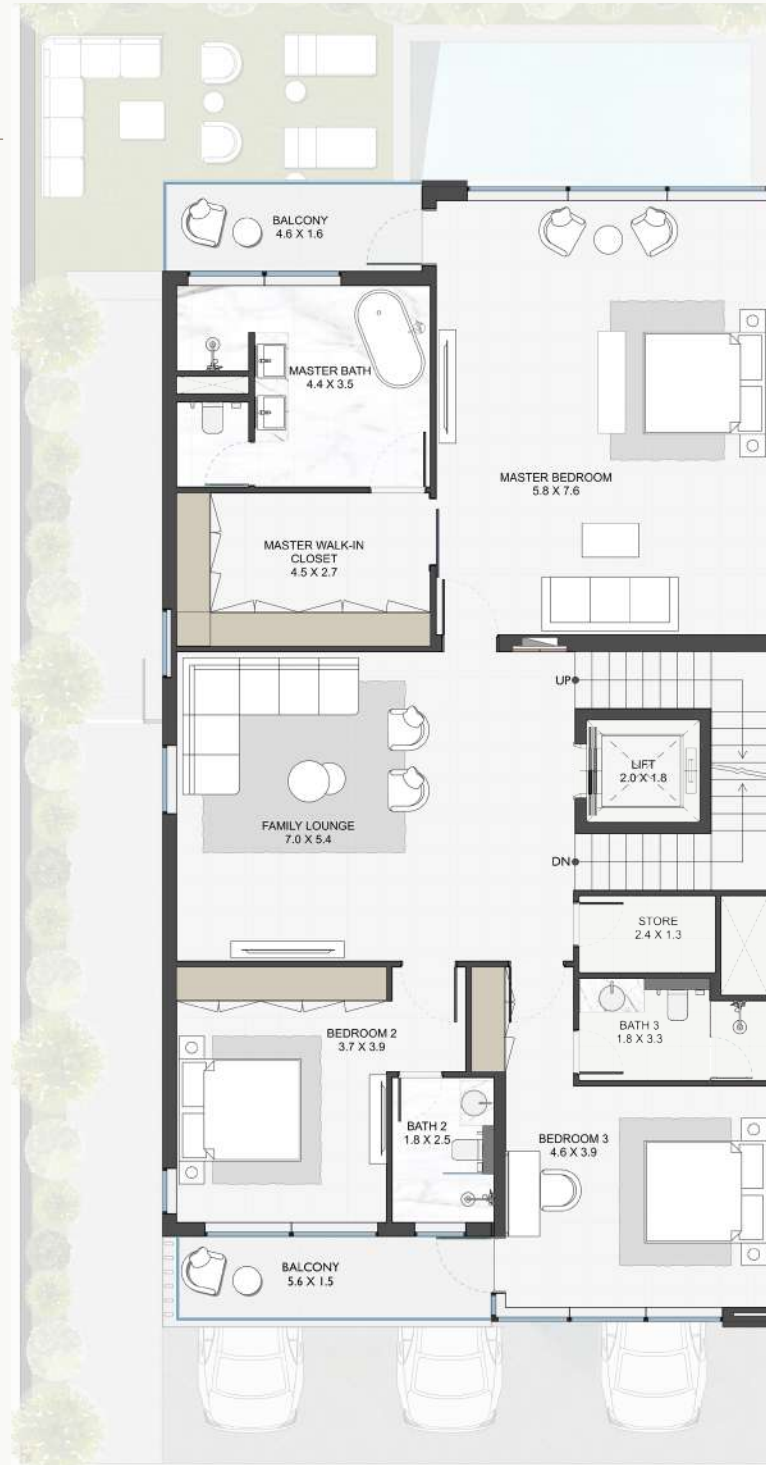 BALCONY
4.6 X 1.6
MASTER BATH
4.4 X 3.5
MASTER BEDROOM
5.8 X 7.6
MASTER WALK-IN
CLOSET
4.5 X 2.7
UP
LIFT
2.0 X 1.8
FAMILY LOUNGE
7.0 X 5.4
DN
STORE
2.4 X 1.3
BEDROOM 2
3.7 X 3.9
BATH 3
1.8 X 3.3
BATH 2
1.8 X 2.5
BEDROOM 3
4.6 X 3.9
BALCONY
5.6 X 1.5